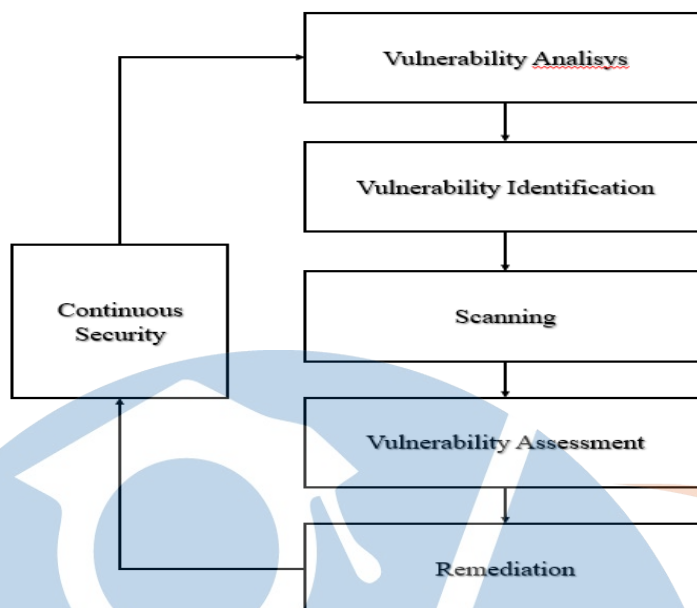 Vulnerability Analisys
Vulnerability Identification
Continuous
Security
Scanning
Vulnerability Assessment
Remediation